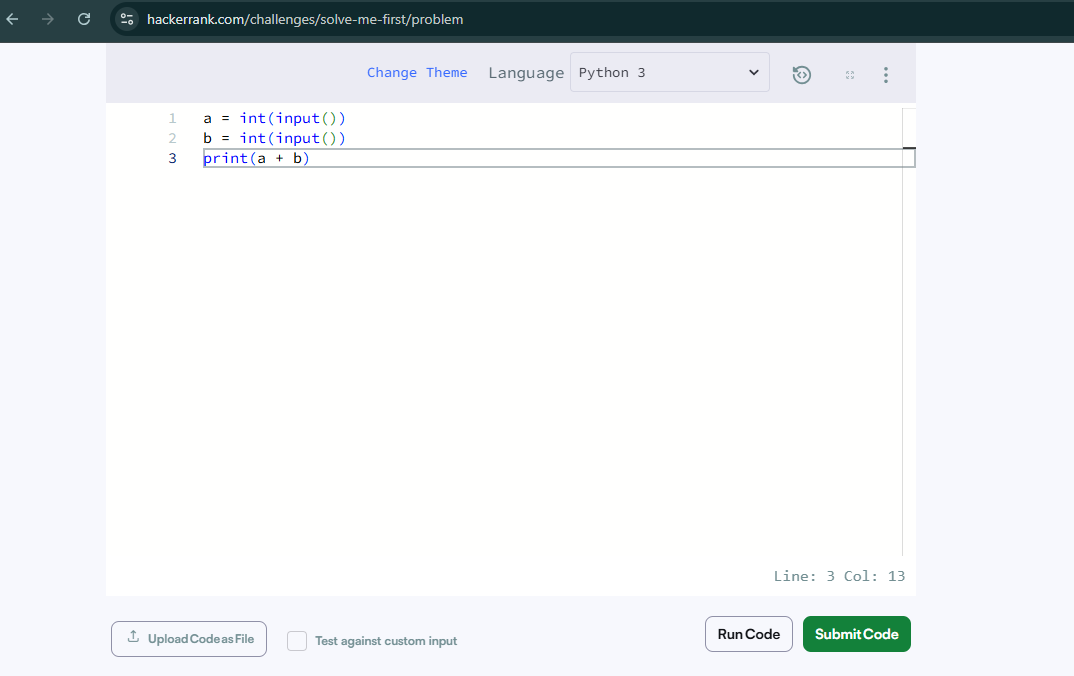 hackerrank.com/challenges/solve-me-first/problem
Change Theme Language Python 3
1 a = int(input())
2 b = int(input())
3 print(a + b)
Line: 3 Col: 13
Upload Code as File Test against custom input Run Code Submit Code